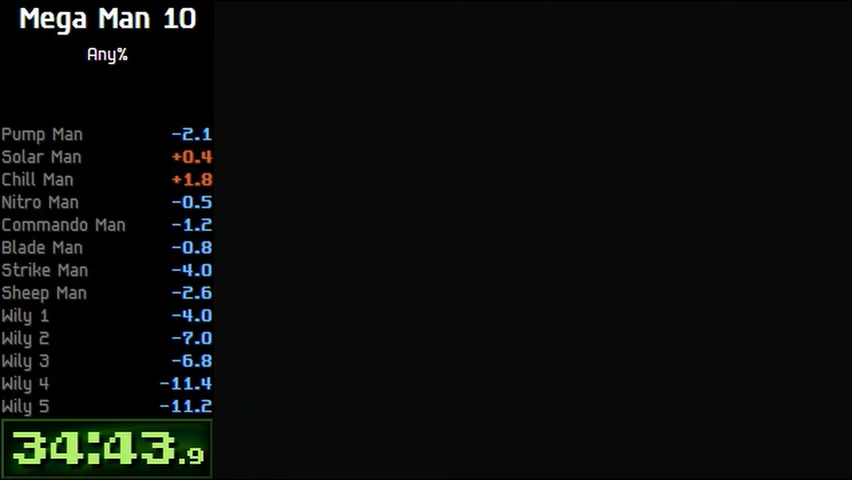 Mega Man 10
Any%
Pump Man -2.1
Solar Man +0.4
Chill Man +1.8
Nitro Man -0.5
Commando Man -1.2
Blade Man -0.8
Strike Man -4.0
Sheep Man -2.6
Wily 1 -4.0
Wily 2 -7.0
Wily 3 -6.8
Wily 4 -11.4
Wily 5 -11.2
34:43.9